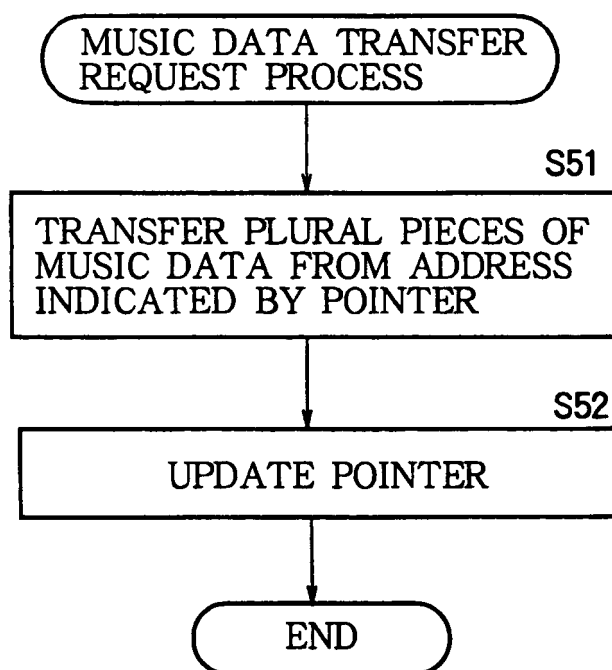 MUSIC DATA TRANSFER
REQUEST PROCESS
S51
TRANSFER PLURAL PIECES OF
MUSIC DATA FROM ADDRESS
INDICATED BY POINTER
S52
UPDATE POINTER
END